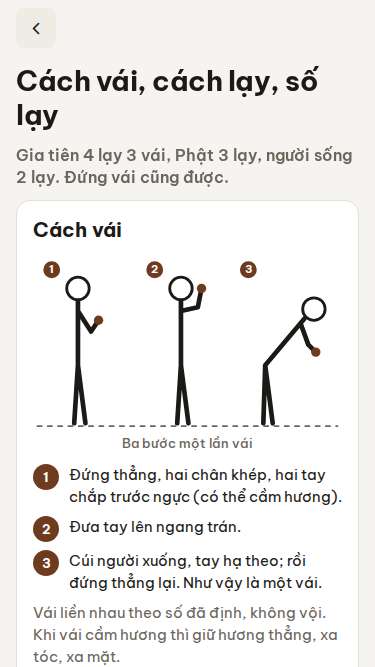 Cách vái, cách lạy, số
lạy
Gia tiên 4 lạy 3 vái, Phật 3 lạy, người sống
2 lạy. Đứng vái cũng được.
Cách vái
1 2 3
Ba bước một lần vái
1 Đứng thẳng, hai chân khép, hai tay
chắp trước ngực (có thể cầm hương).
2 Đưa tay lên ngang trán.
3 Cúi người xuống, tay hạ theo; rồi
đứng thẳng lại. Như vậy là một vái.
Vái liền nhau theo số đã định, không vội.
Khi vái cầm hương thì giữ hương thẳng, xa
tóc, xa mặt.